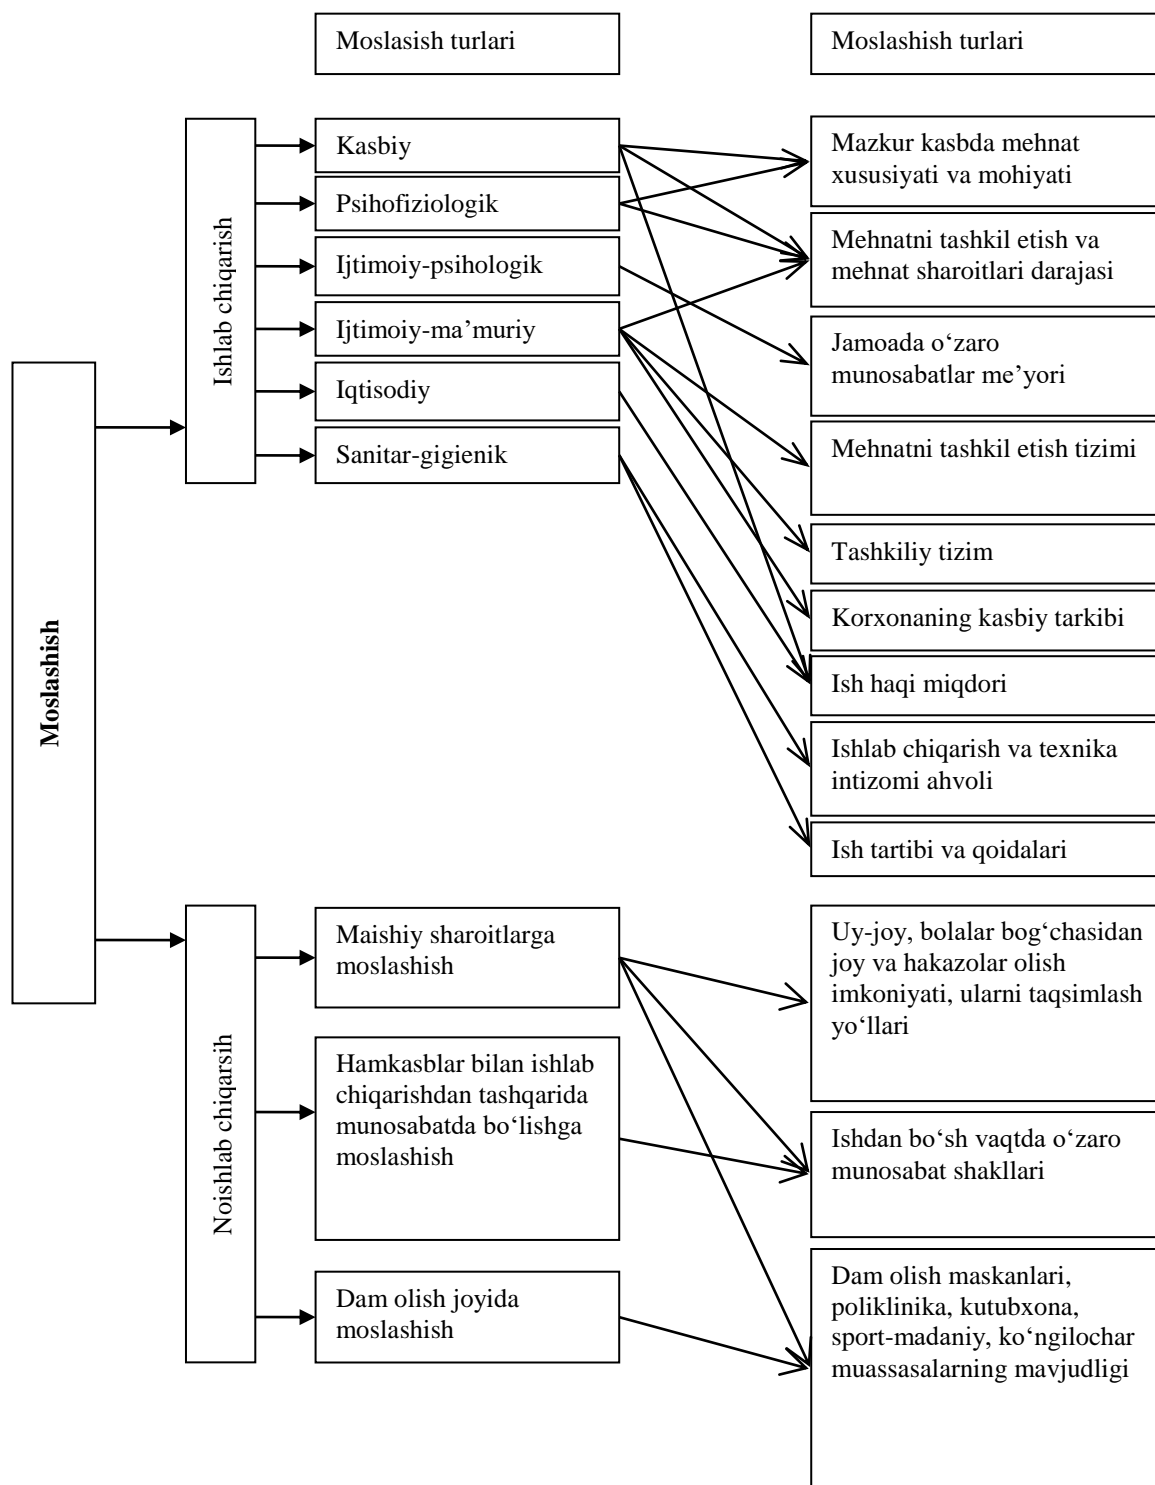 Moslasish turlari
Moslashish turlari
Moslashish
Ishlab chiqarish
Kasbiy
Psihofiziologik
Ijtimoiy-psihologik
Ijtimoiy-ma’muriy
Iqtisodiy
Sanitar-gigienik
Mazkur kasbda mehnat
xususiyati va mohiyati
Mehnatni tashkil etish va
mehnat sharoitlari darajasi
Jamoada o‘zaro
munosabatlar me’yori
Mehnatni tashkil etish tizimi
Tashkiliy tizim
Korxonaning kasbiy tarkibi
Ish haqi miqdori
Ishlab chiqarish va texnika
intizomi ahvoli
Ish tartibi va qoidalari
Noishlab chiqarsih
Maishiy sharoitlarga
moslashish
Hamkasblar bilan ishlab
chiqarishdan tashqarida
munosabatda bo‘lishga
moslashish
Dam olish joyida
moslashish
Uy-joy, bolalar bog‘chasidan
joy va hakazolar olish
imkoniyati, ularni taqsimlash
yo‘llari
Ishdan bo‘sh vaqtda o‘zaro
munosabat shakllari
Dam olish maskanlari,
poliklinika, kutubxona,
sport-madaniy, ko‘ngilochar
muassasalarning mavjudligi